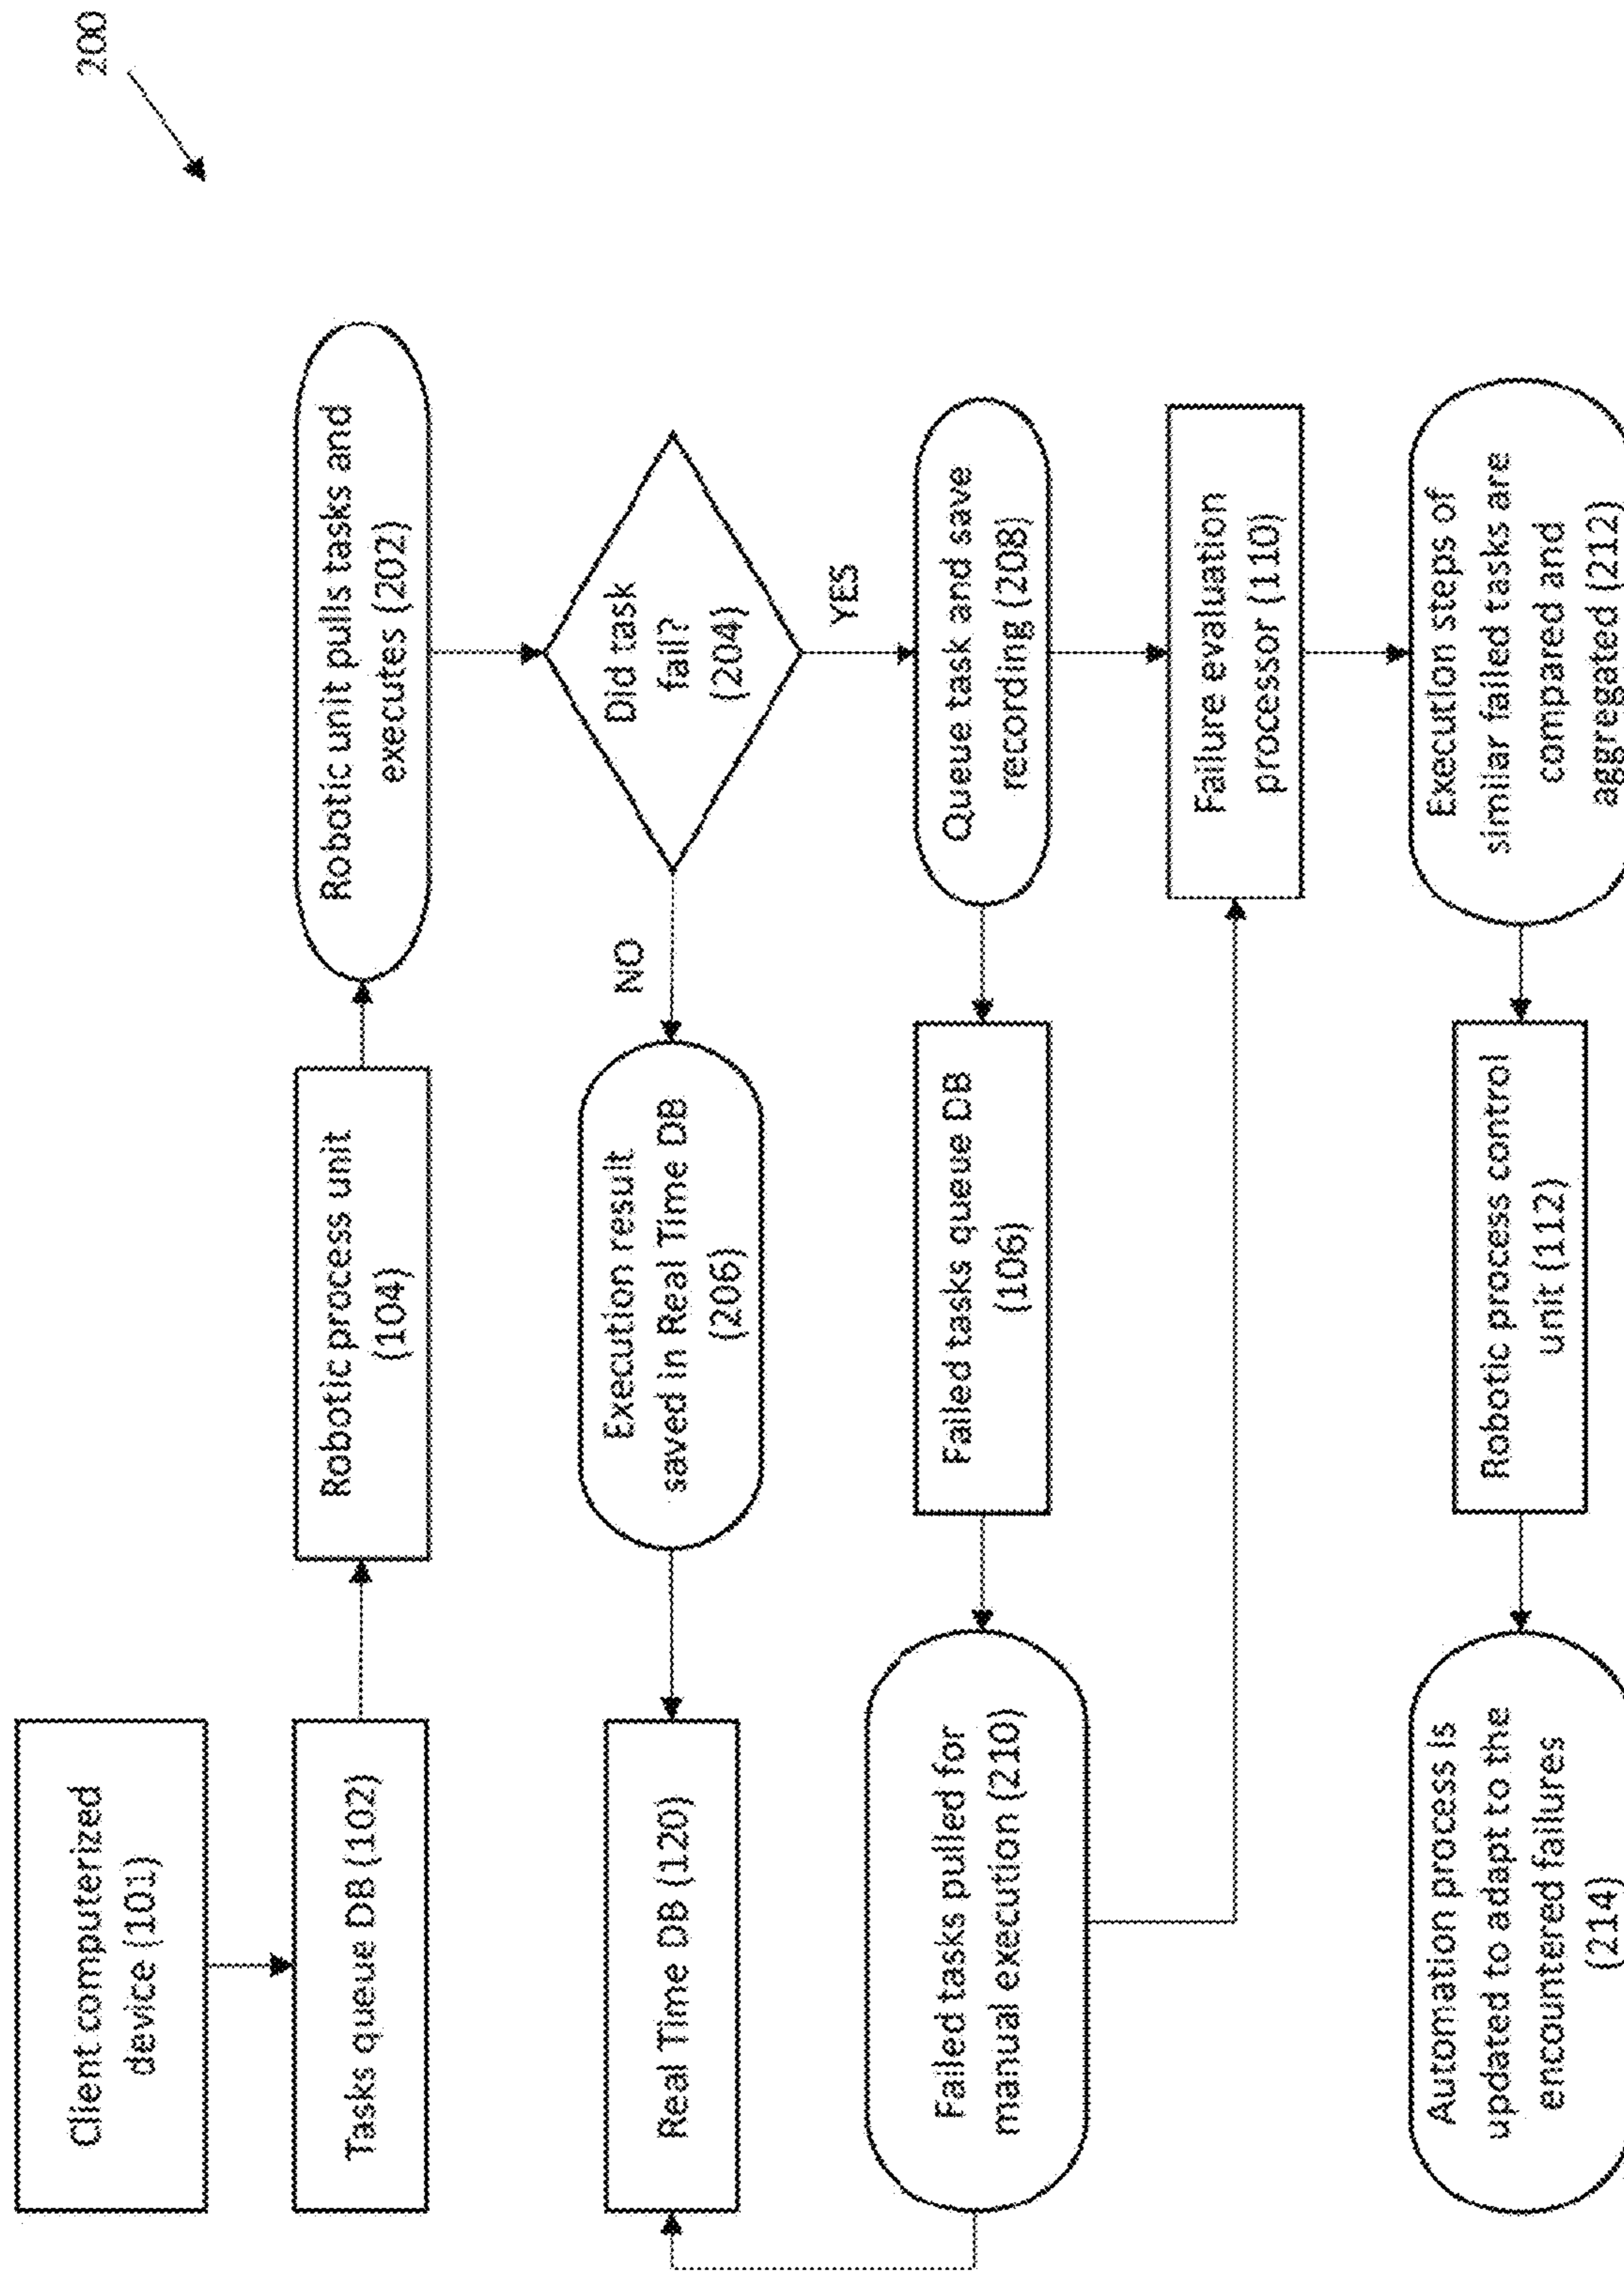 200
Client computerized
device (101)
Tasks queue DB (102)
Robotic process unit
(104)
Robotic unit pulls tasks and
executes (202)
Real Time DB (120)
Execution result
saved in Real Time DB
(206)
NO
Did task
fail?
(204)
YES
Failed tasks pulled for
manual execution (210)
Failed tasks queue DB
(106)
Queue task and save
recording (208)
Failure evaluation
processor (110)
Automation process is
updated to adapt to the
encountered failures
(214)
Robotic process control
unit (112)
Execution steps of
similar failed tasks are
compared and
aggregated (212)